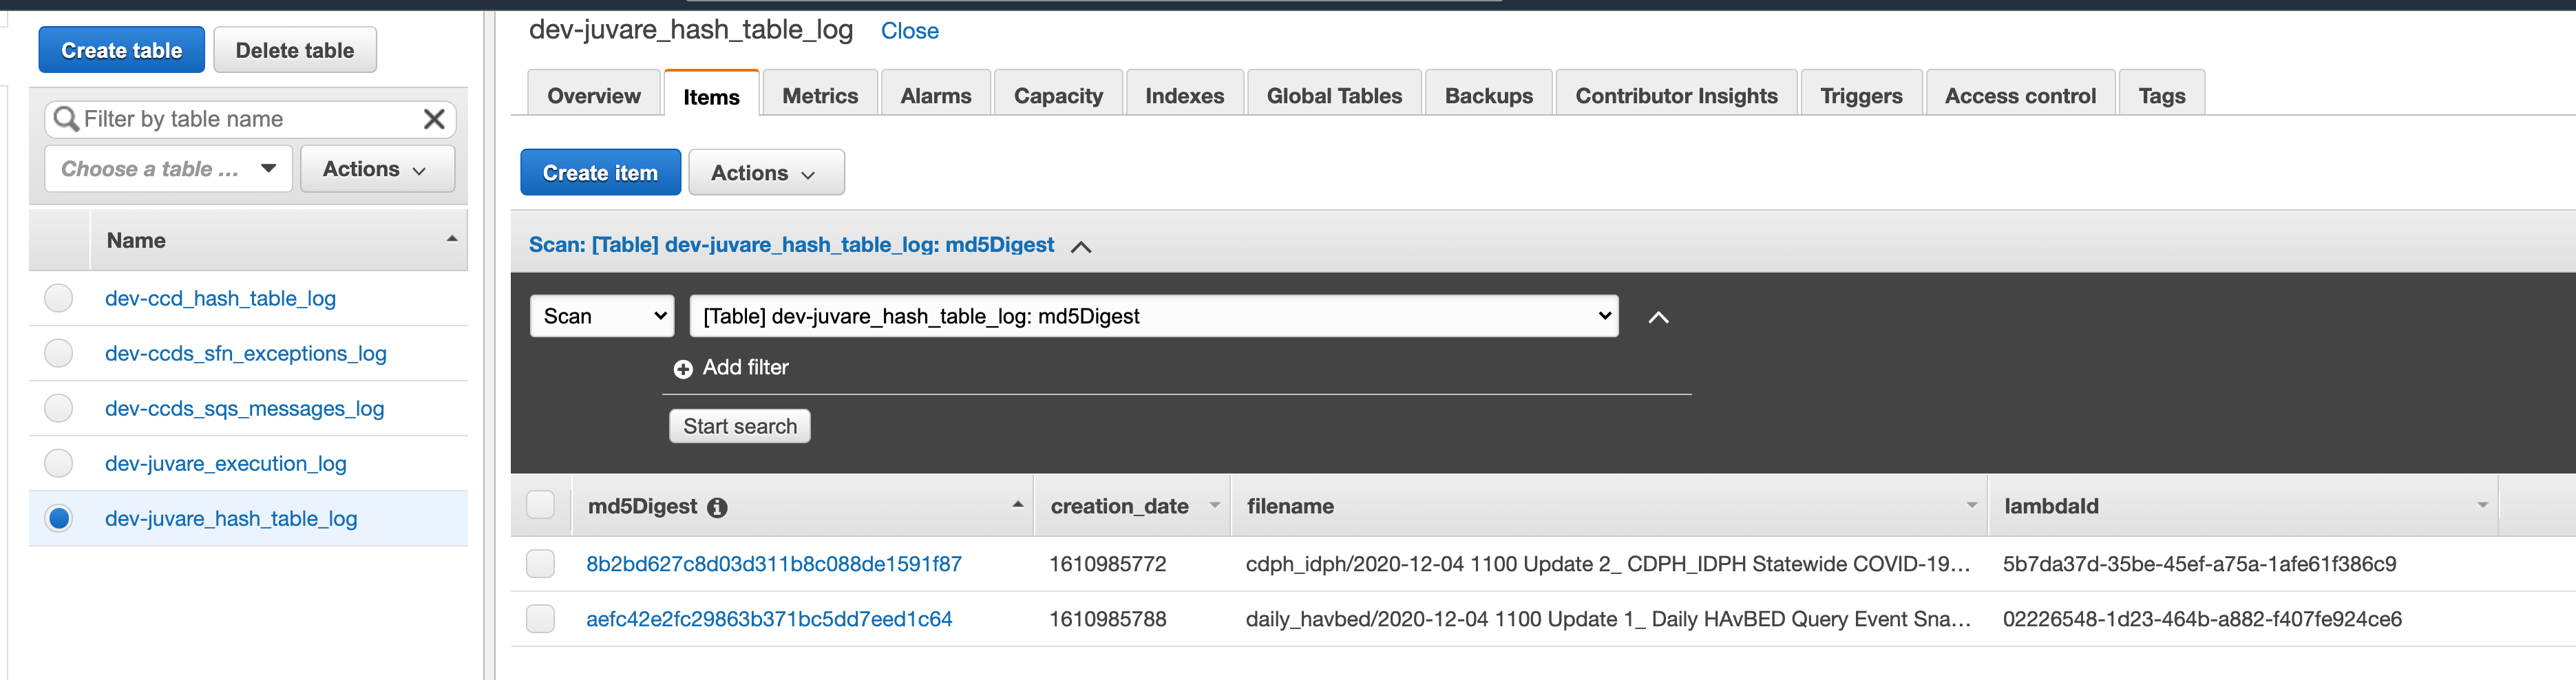 Create table
Delete table
Filter by table name
Choose a table ...
Actions
Name
dev-ccd_hash_table_log
dev-ccds_sfn_exceptions_log
dev-ccds_sqs_messages_log
dev-juvare_execution_log
dev-juvare_hash_table_log
dev-juvare_hash_table_log Close
Overview Items Metrics Alarms Capacity Indexes Global Tables Backups Contributor Insights Triggers Access control Tags
Create item Actions
Scan: [Table] dev-juvare_hash_table_log: md5Digest
Scan [Table] dev-juvare_hash_table_log: md5Digest
Add filter
Start search
md5Digest creation_date filename lambdaId
8b2bd627c8d03d311b8c088de1591f87 1610985772 cdph_idph/2020-12-04 1100 Update 2_ CDPH_IDPH Statewide COVID-19... 5b7da37d-35be-45ef-a75a-1afe61f386c9
aefc42e2fc29863b371bc5dd7eed1c64 1610985788 daily_havbed/2020-12-04 1100 Update 1_ Daily HAvBED Query Event Sna... 02226548-1d23-464b-a882-f407fe924ce6